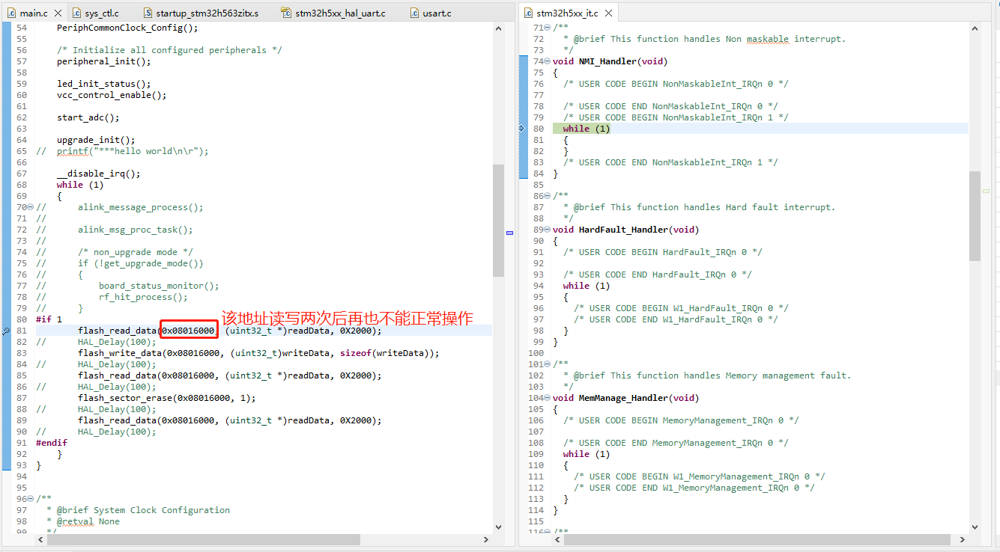 main.c
sys_ctl.c
startup_stm32h563zitx.s
stm32h5xx_hal_uart.c
usart.c
54 PeriphCommonClock_Config();
55
56 /* Initialize all configured peripherals */
57 peripheral_init();
58
59 led_init_status();
60 vcc_control_enable();
61
62 start_adc();
63
64 upgrade_init();
65 // printf("***hello world\n\r");
66
67 __disable_irq();
68 while (1)
69 {
70 // alink_message_process();
71 //
72 // alink_msg_proc_task();
73 //
74 // /* non_upgrade mode */
75 // if (!get_upgrade_mode())
76 // {
77 // board_status_monitor();
78 // rf_hit_process();
79 // }
80 #if 1
该地址读写两次后再也不能正常操作
81 flash_read_data(0x08016000, (uint32_t *)readData, 0X2000);
82 // HAL_Delay(100);
83 flash_write_data(0x08016000, (uint32_t)writeData, sizeof(writeData));
84 // HAL_Delay(100);
85 flash_read_data(0x08016000, (uint32_t *)readData, 0X2000);
86 // HAL_Delay(100);
87 flash_sector_erase(0x08016000, 1);
88 // HAL_Delay(100);
89 flash_read_data(0x08016000, (uint32_t *)readData, 0X2000);
90 // HAL_Delay(100);
91 #endif
92 }
93 }
94
95
96 /**
97 * @brief System Clock Configuration
98 * @retval None
99 */
stm32h5xx_it.c
71 /**
72 * @brief This function handles Non maskable interrupt.
73 */
74 void NMI_Handler(void)
75 {
76 /* USER CODE BEGIN NonMaskableInt_IRQn 0 */
77
78 /* USER CODE END NonMaskableInt_IRQn 0 */
79 /* USER CODE BEGIN NonMaskableInt_IRQn 1 */
80 while (1)
81 {
82 }
83 /* USER CODE END NonMaskableInt_IRQn 1 */
84 }
85
86 /**
87 * @brief This function handles Hard fault interrupt.
88 */
89 void HardFault_Handler(void)
90 {
91 /* USER CODE BEGIN HardFault_IRQn 0 */
92
93 /* USER CODE END HardFault_IRQn 0 */
94 while (1)
95 {
96 /* USER CODE BEGIN W1_HardFault_IRQn 0 */
97 /* USER CODE END W1_HardFault_IRQn 0 */
98 }
99 }
100
101 /**
102 * @brief This function handles Memory management fault.
103 */
104 void MemManage_Handler(void)
105 {
106 /* USER CODE BEGIN MemoryManagement_IRQn 0 */
107
108 /* USER CODE END MemoryManagement_IRQn 0 */
109 while (1)
110 {
111 /* USER CODE BEGIN W1_MemoryManagement_IRQn 0 */
112 /* USER CODE END W1_MemoryManagement_IRQn 0 */
113 }
114 }
115
116 /**